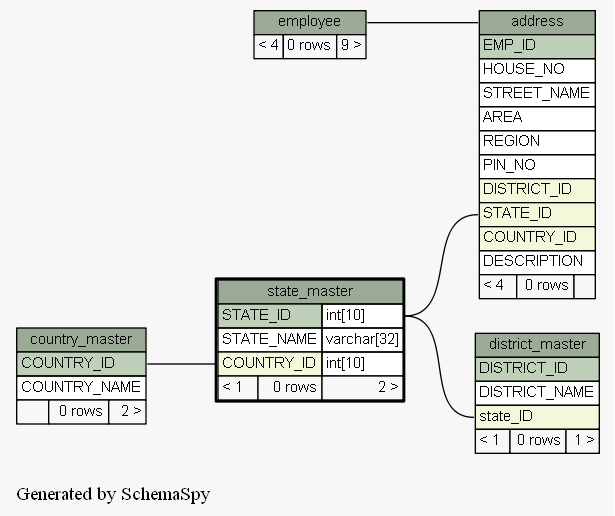 employee
< 4 0 rows 9 >
address
EMP_ID
HOUSE_NO
STREET_NAME
AREA
REGION
PIN_NO
DISTRICT_ID
STATE_ID
COUNTRY_ID
DESCRIPTION
< 4 0 rows
state_master
STATE_ID int[10]
STATE_NAME varchar[32]
COUNTRY_ID int[10]
< 1 0 rows 2 >
country_master
COUNTRY_ID
COUNTRY_NAME
0 rows 2 >
district_master
DISTRICT_ID
DISTRICT_NAME
state_ID
< 1 0 rows 1 >
Generated by SchemaSpy